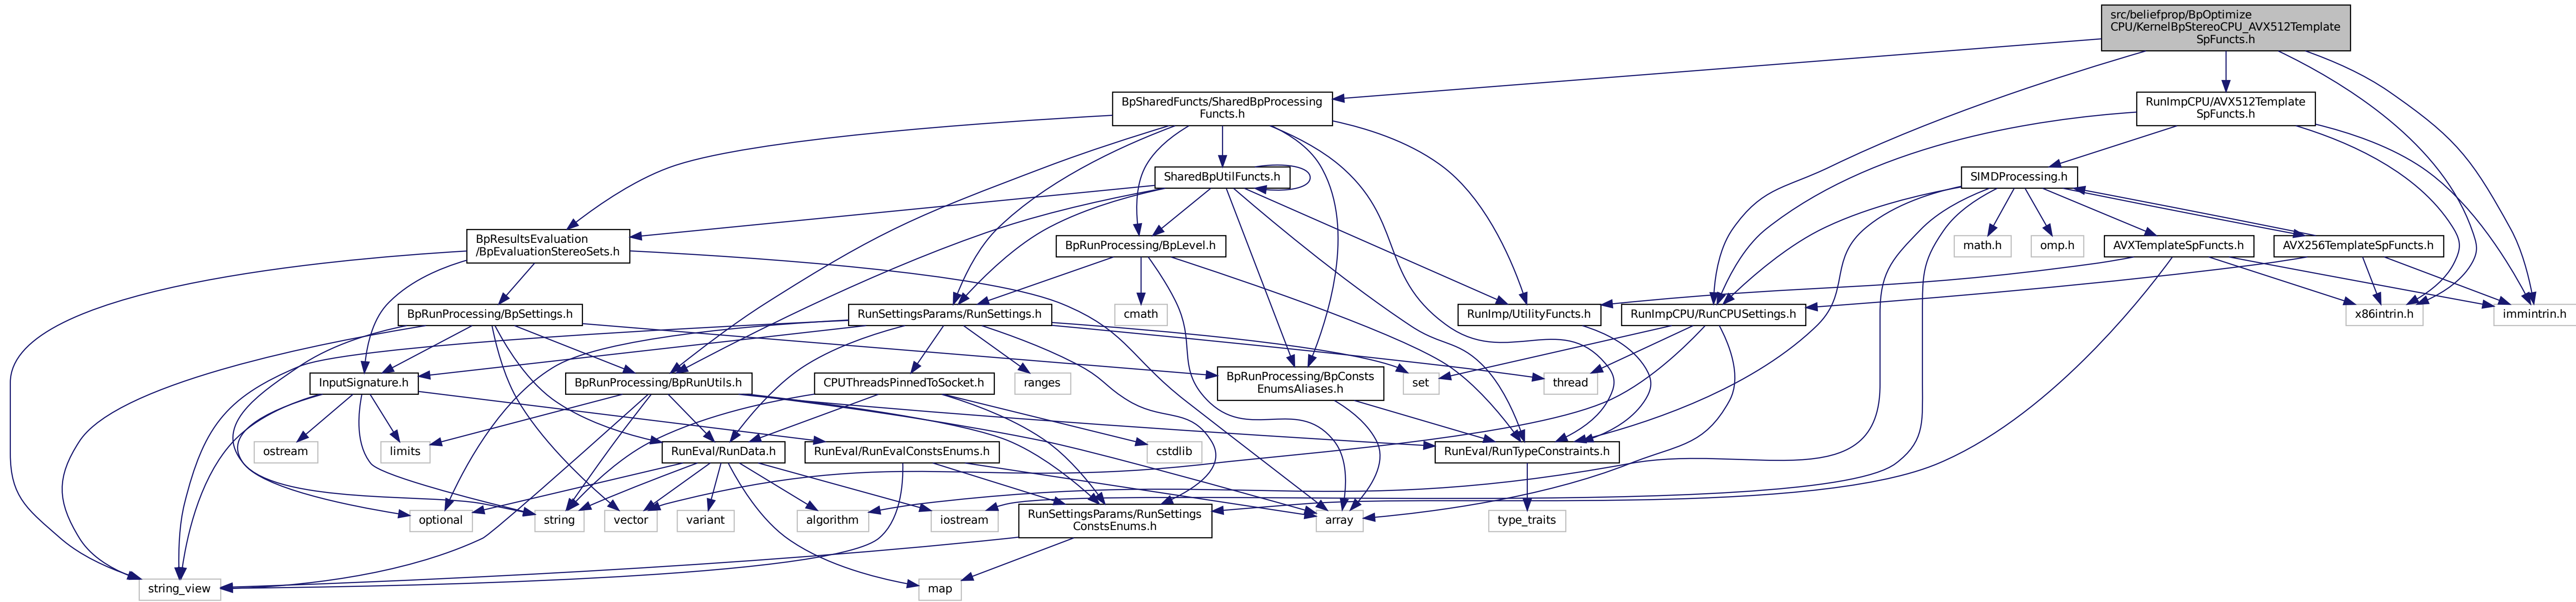 src/beliefprop/BpOptimize
CPU/KernelBpStereoCPU_AVX512Template
SpFuncts.h
BpSharedFuncts/SharedBpProcessing
Functs.h
RunImpCPU/AVX512Template
SpFuncts.h
SharedBpUtilFuncts.h
SIMDProcessing.h
BpResultsEvaluation
/BpEvaluationStereoSets.h
BpRunProcessing/BpLevel.h
math.h
omp.h
AVXTemplateSpFuncts.h
AVX256TemplateSpFuncts.h
BpRunProcessing/BpSettings.h
RunSettingsParams/RunSettings.h
cmath
RunImp/UtilityFuncts.h
RunImpCPU/RunCPUSettings.h
x86intrin.h
immintrin.h
InputSignature.h
BpRunProcessing/BpRunUtils.h
CPUThreadsPinnedToSocket.h
ranges
BpRunProcessing/BpConsts
EnumsAliases.h
set
thread
ostream
limits
RunEval/RunData.h
RunEval/RunEvalConstsEnums.h
cstdlib
RunEval/RunTypeConstraints.h
optional
string
vector
variant
algorithm
iostream
RunSettingsParams/RunSettings
ConstsEnums.h
array
type_traits
string_view
map